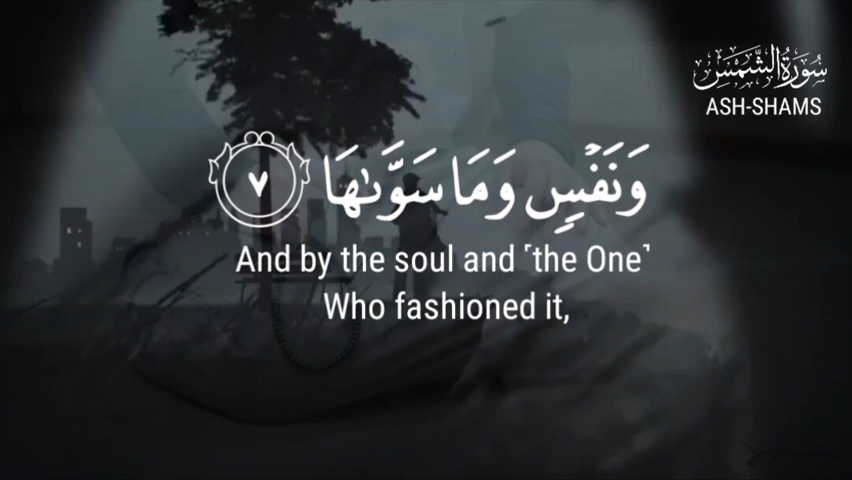 سُورَةُ الشَّمْسِ
ASH-SHAMS
وَنَفْسٍ وَمَا سَوَّىٰهَا ٧
And by the soul and ˹the One˺
Who fashioned it,